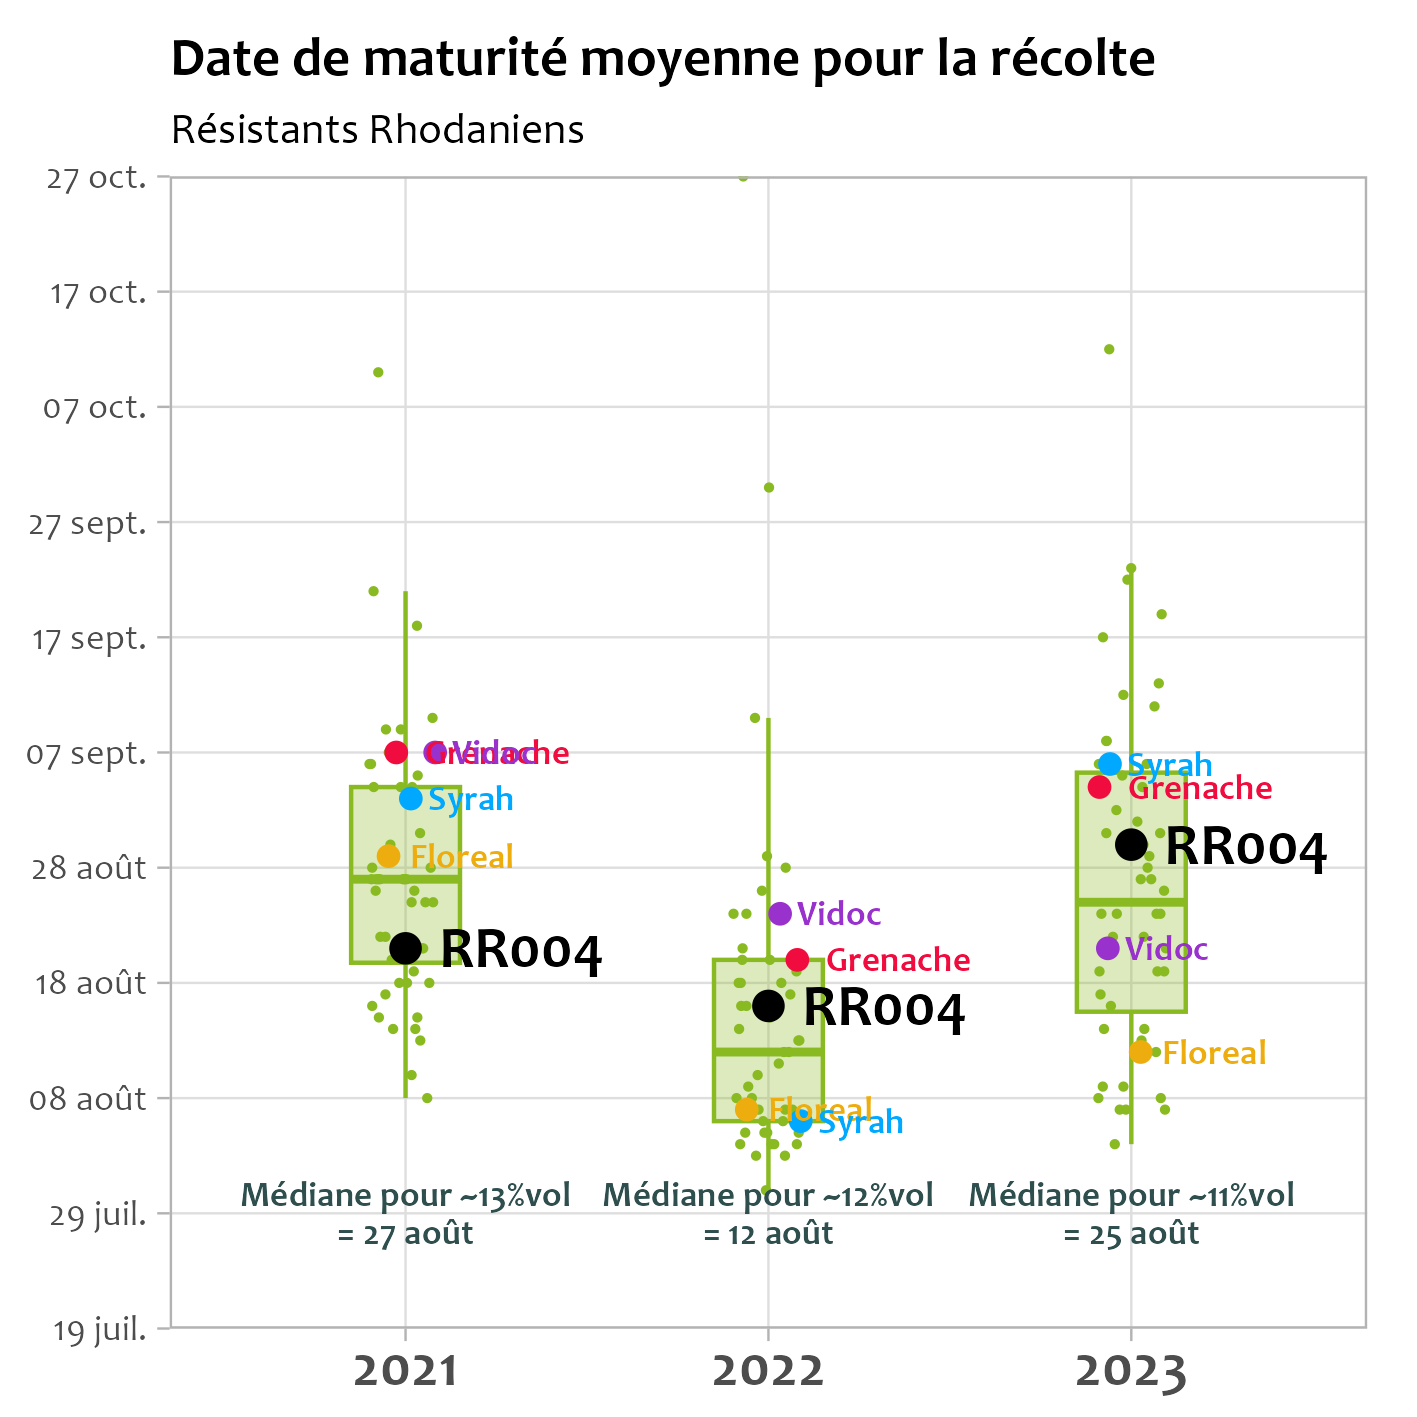 Date de maturité moyenne pour la récolte
Résistants Rhodaniens
27 oct.
17 oct.
07 oct.
27 sept.
17 sept.
07 sept.
28 août
18 août
08 août
29 juil.
19 juil.
Grenache
Vidoc
Syrah
Floreal
RR004
Médiane pour ~13%vol
= 27 août
Vidoc
Grenache
RR004
Floreal
Syrah
Médiane pour ~12%vol
= 12 août
Syrah
Grenache
RR004
Vidoc
Floreal
Médiane pour ~11%vol
= 25 août
2021
2022
2023